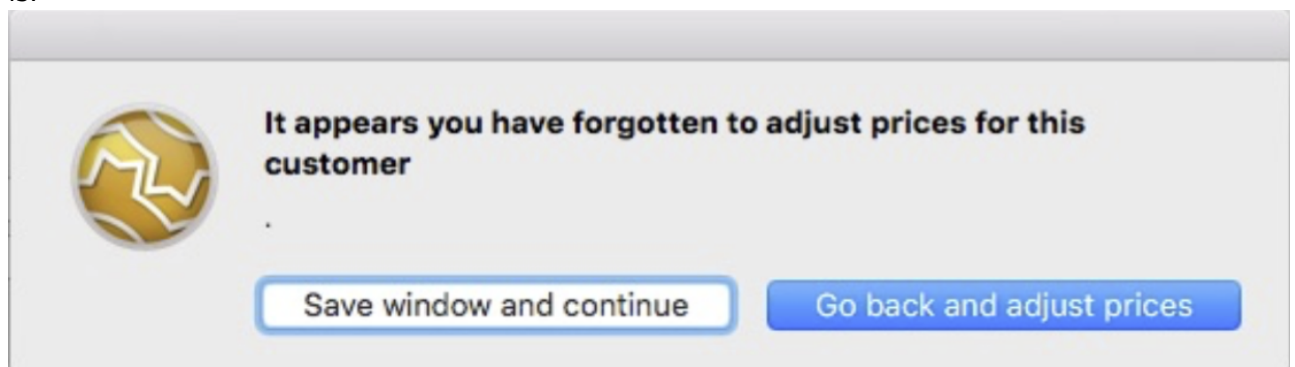 It appears you have forgotten to adjust prices for this
customer
.
Save window and continue
Go back and adjust prices